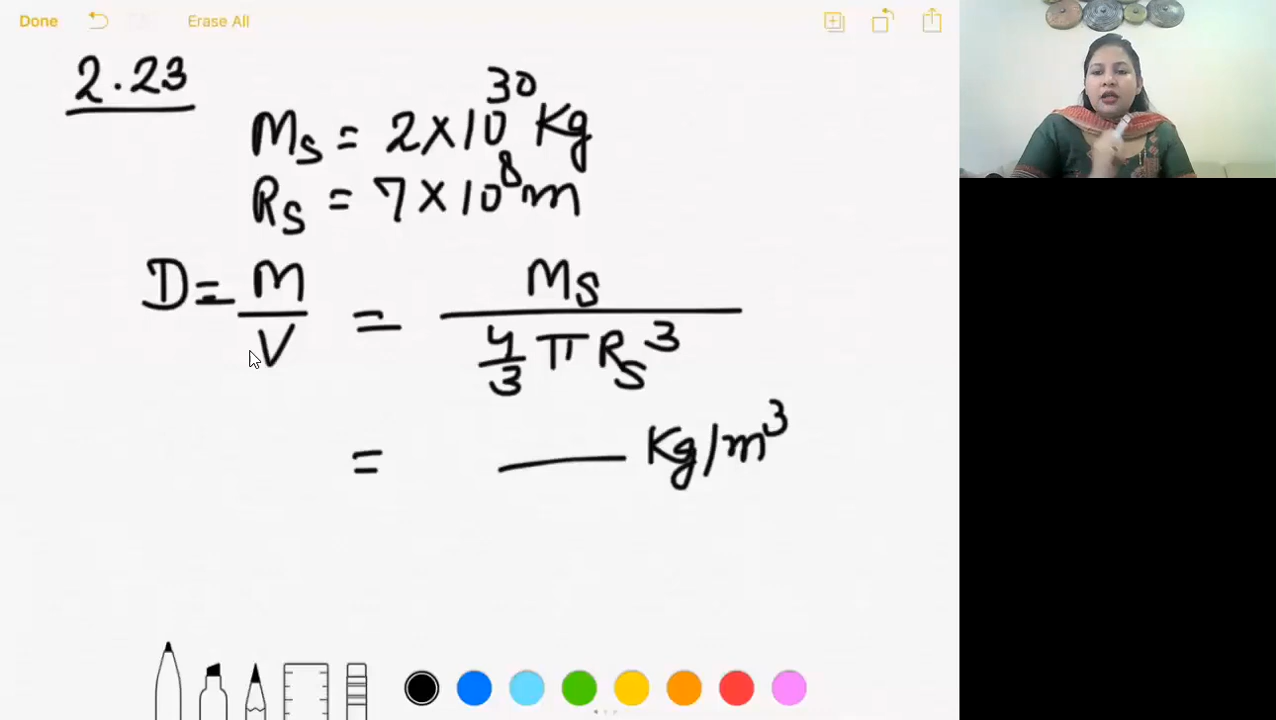 Done Erase All
2.23
Ms = 2×10^30 Kg
Rs = 7×10^8 m
D = M/V = Ms / (4/3 π Rs^3)
= ___ Kg/m^3